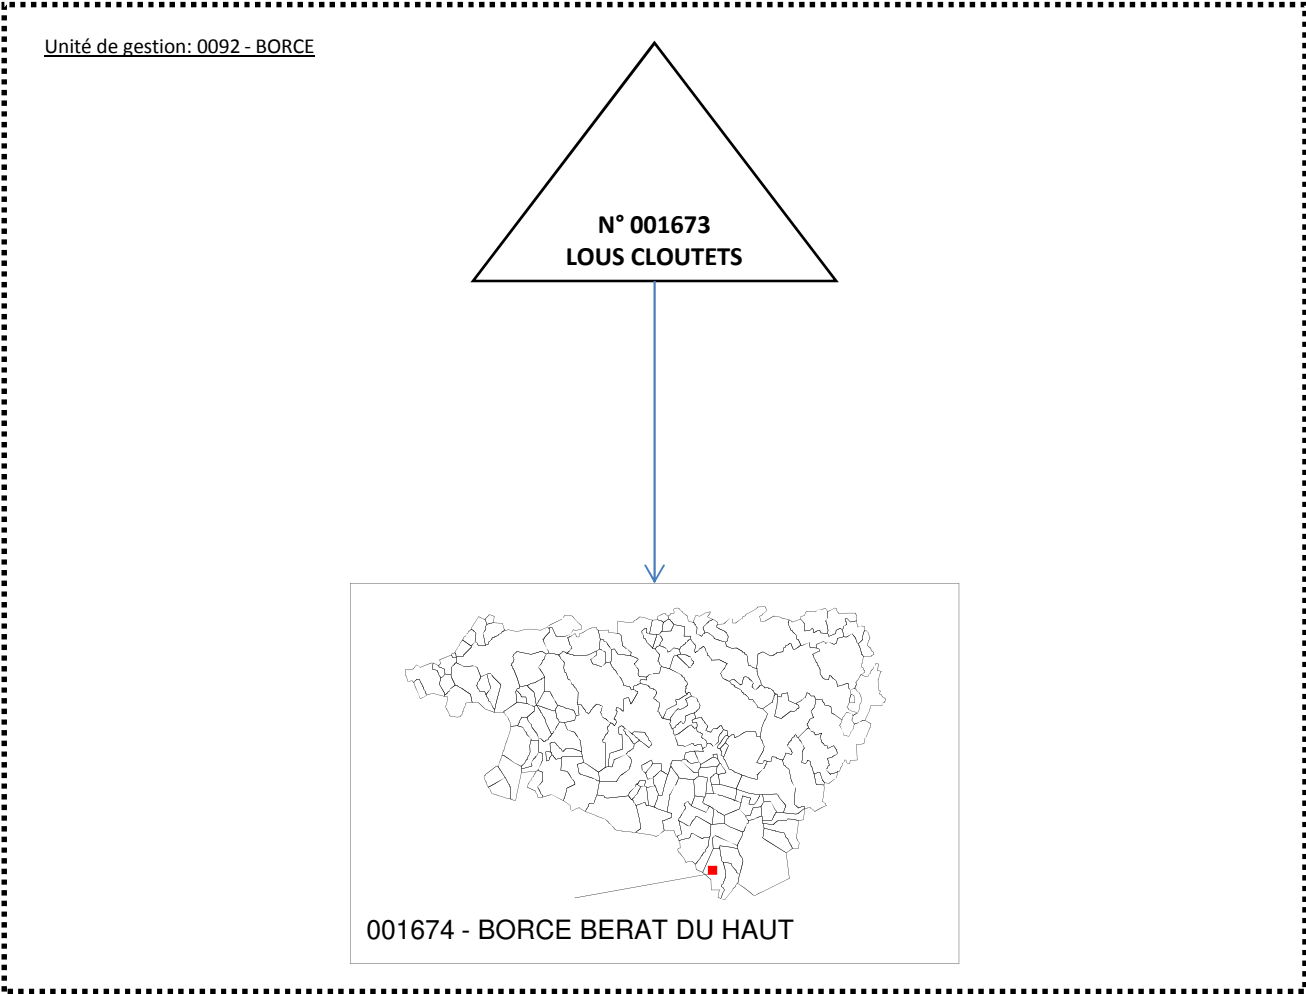 Unité de gestion: 0092 - BORCE
N° 001673
LOUS CLOUTETS
001674 - BORCE BERAT DU HAUT